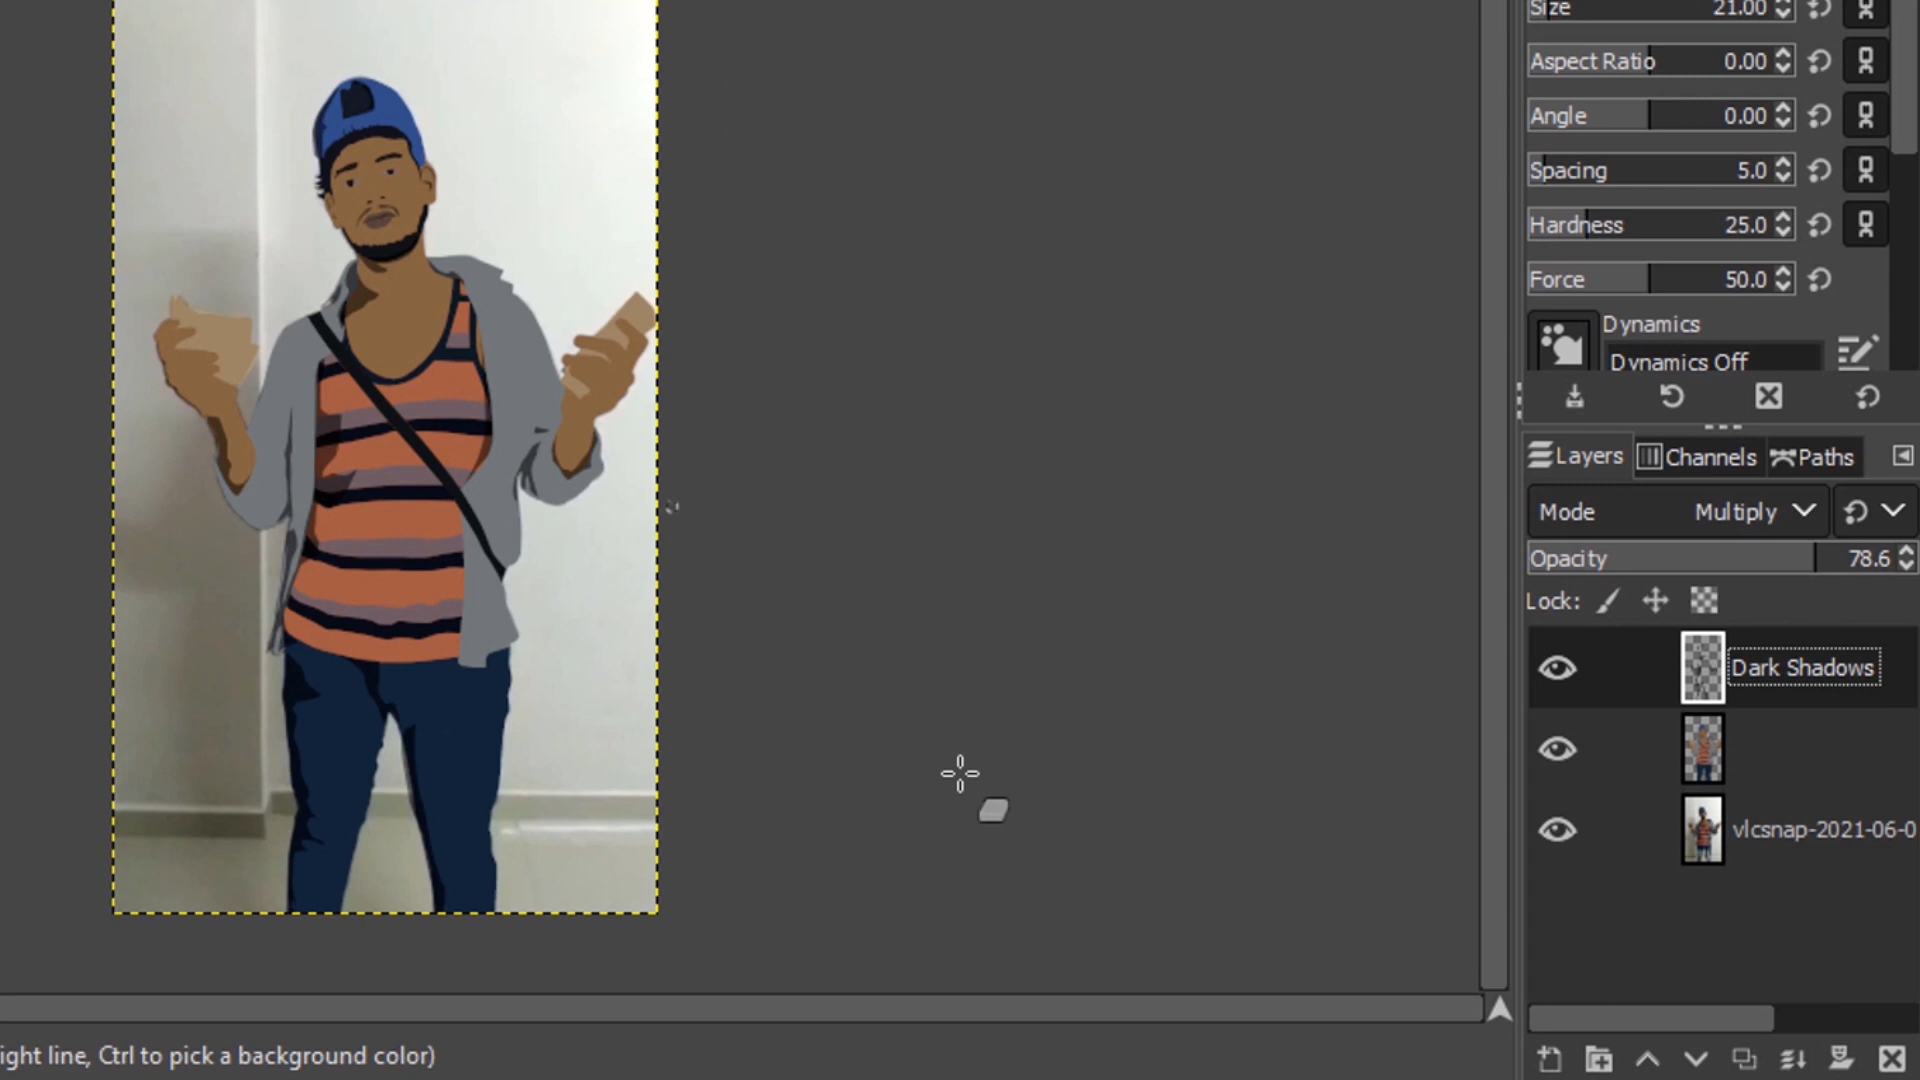 Size 21.00
Aspect Ratio 0.00
Angle 0.00
Spacing 5.0
Hardness 25.0
Force 50.0
Dynamics
Dynamics Off
Layers Channels Paths
Mode Multiply
Opacity 78.6
Lock:
Dark Shadows
vlcsnap-2021-06-0
ight line, Ctrl to pick a background color)